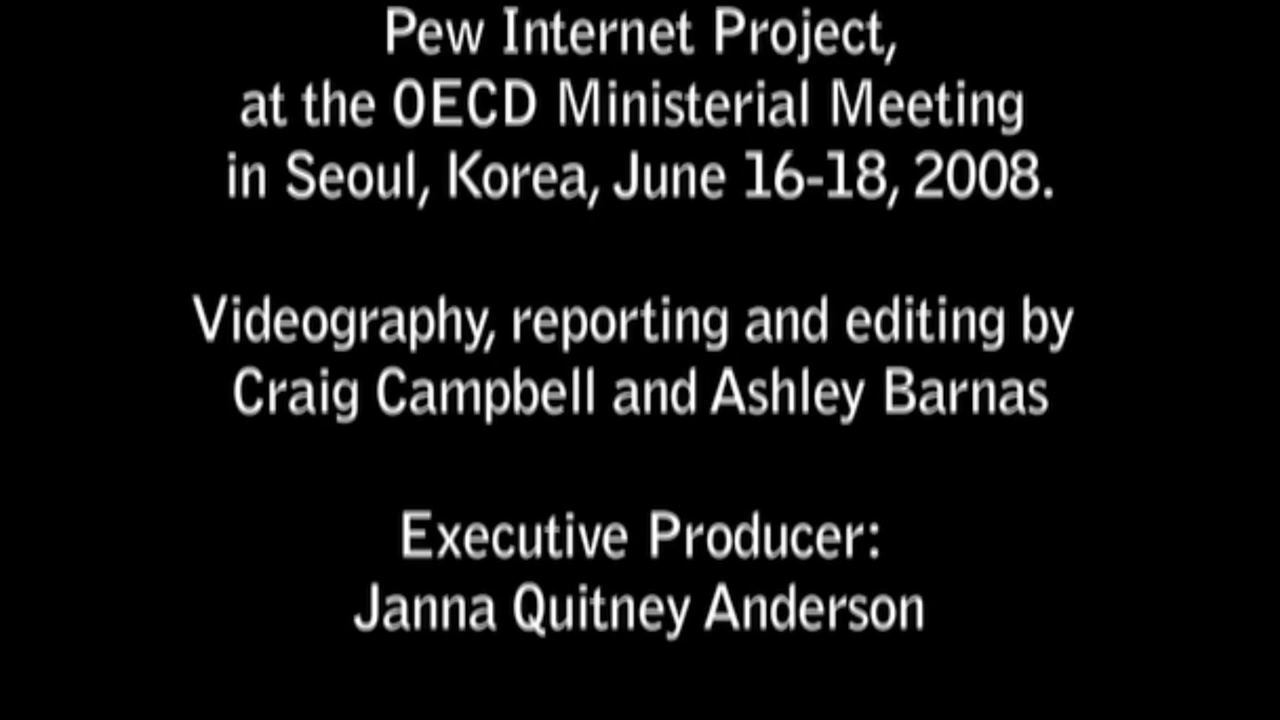 Pew Internet Project,
at the OECD Ministerial Meeting
in Seoul, Korea, June 16-18, 2008.
Videography, reporting and editing by
Craig Campbell and Ashley Barnas
Executive Producer:
Janna Quitney Anderson